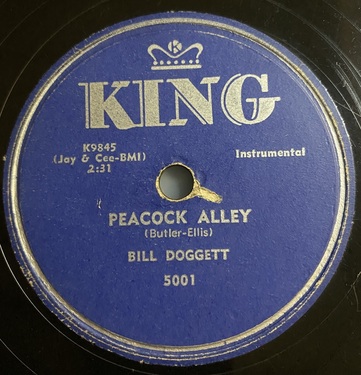 K
KING
K9845
(Jay & Cee-BMI)
2:31
Instrumental
PEACOCK ALLEY
(Butler-Ellis)
BILL DOGGETT
5001